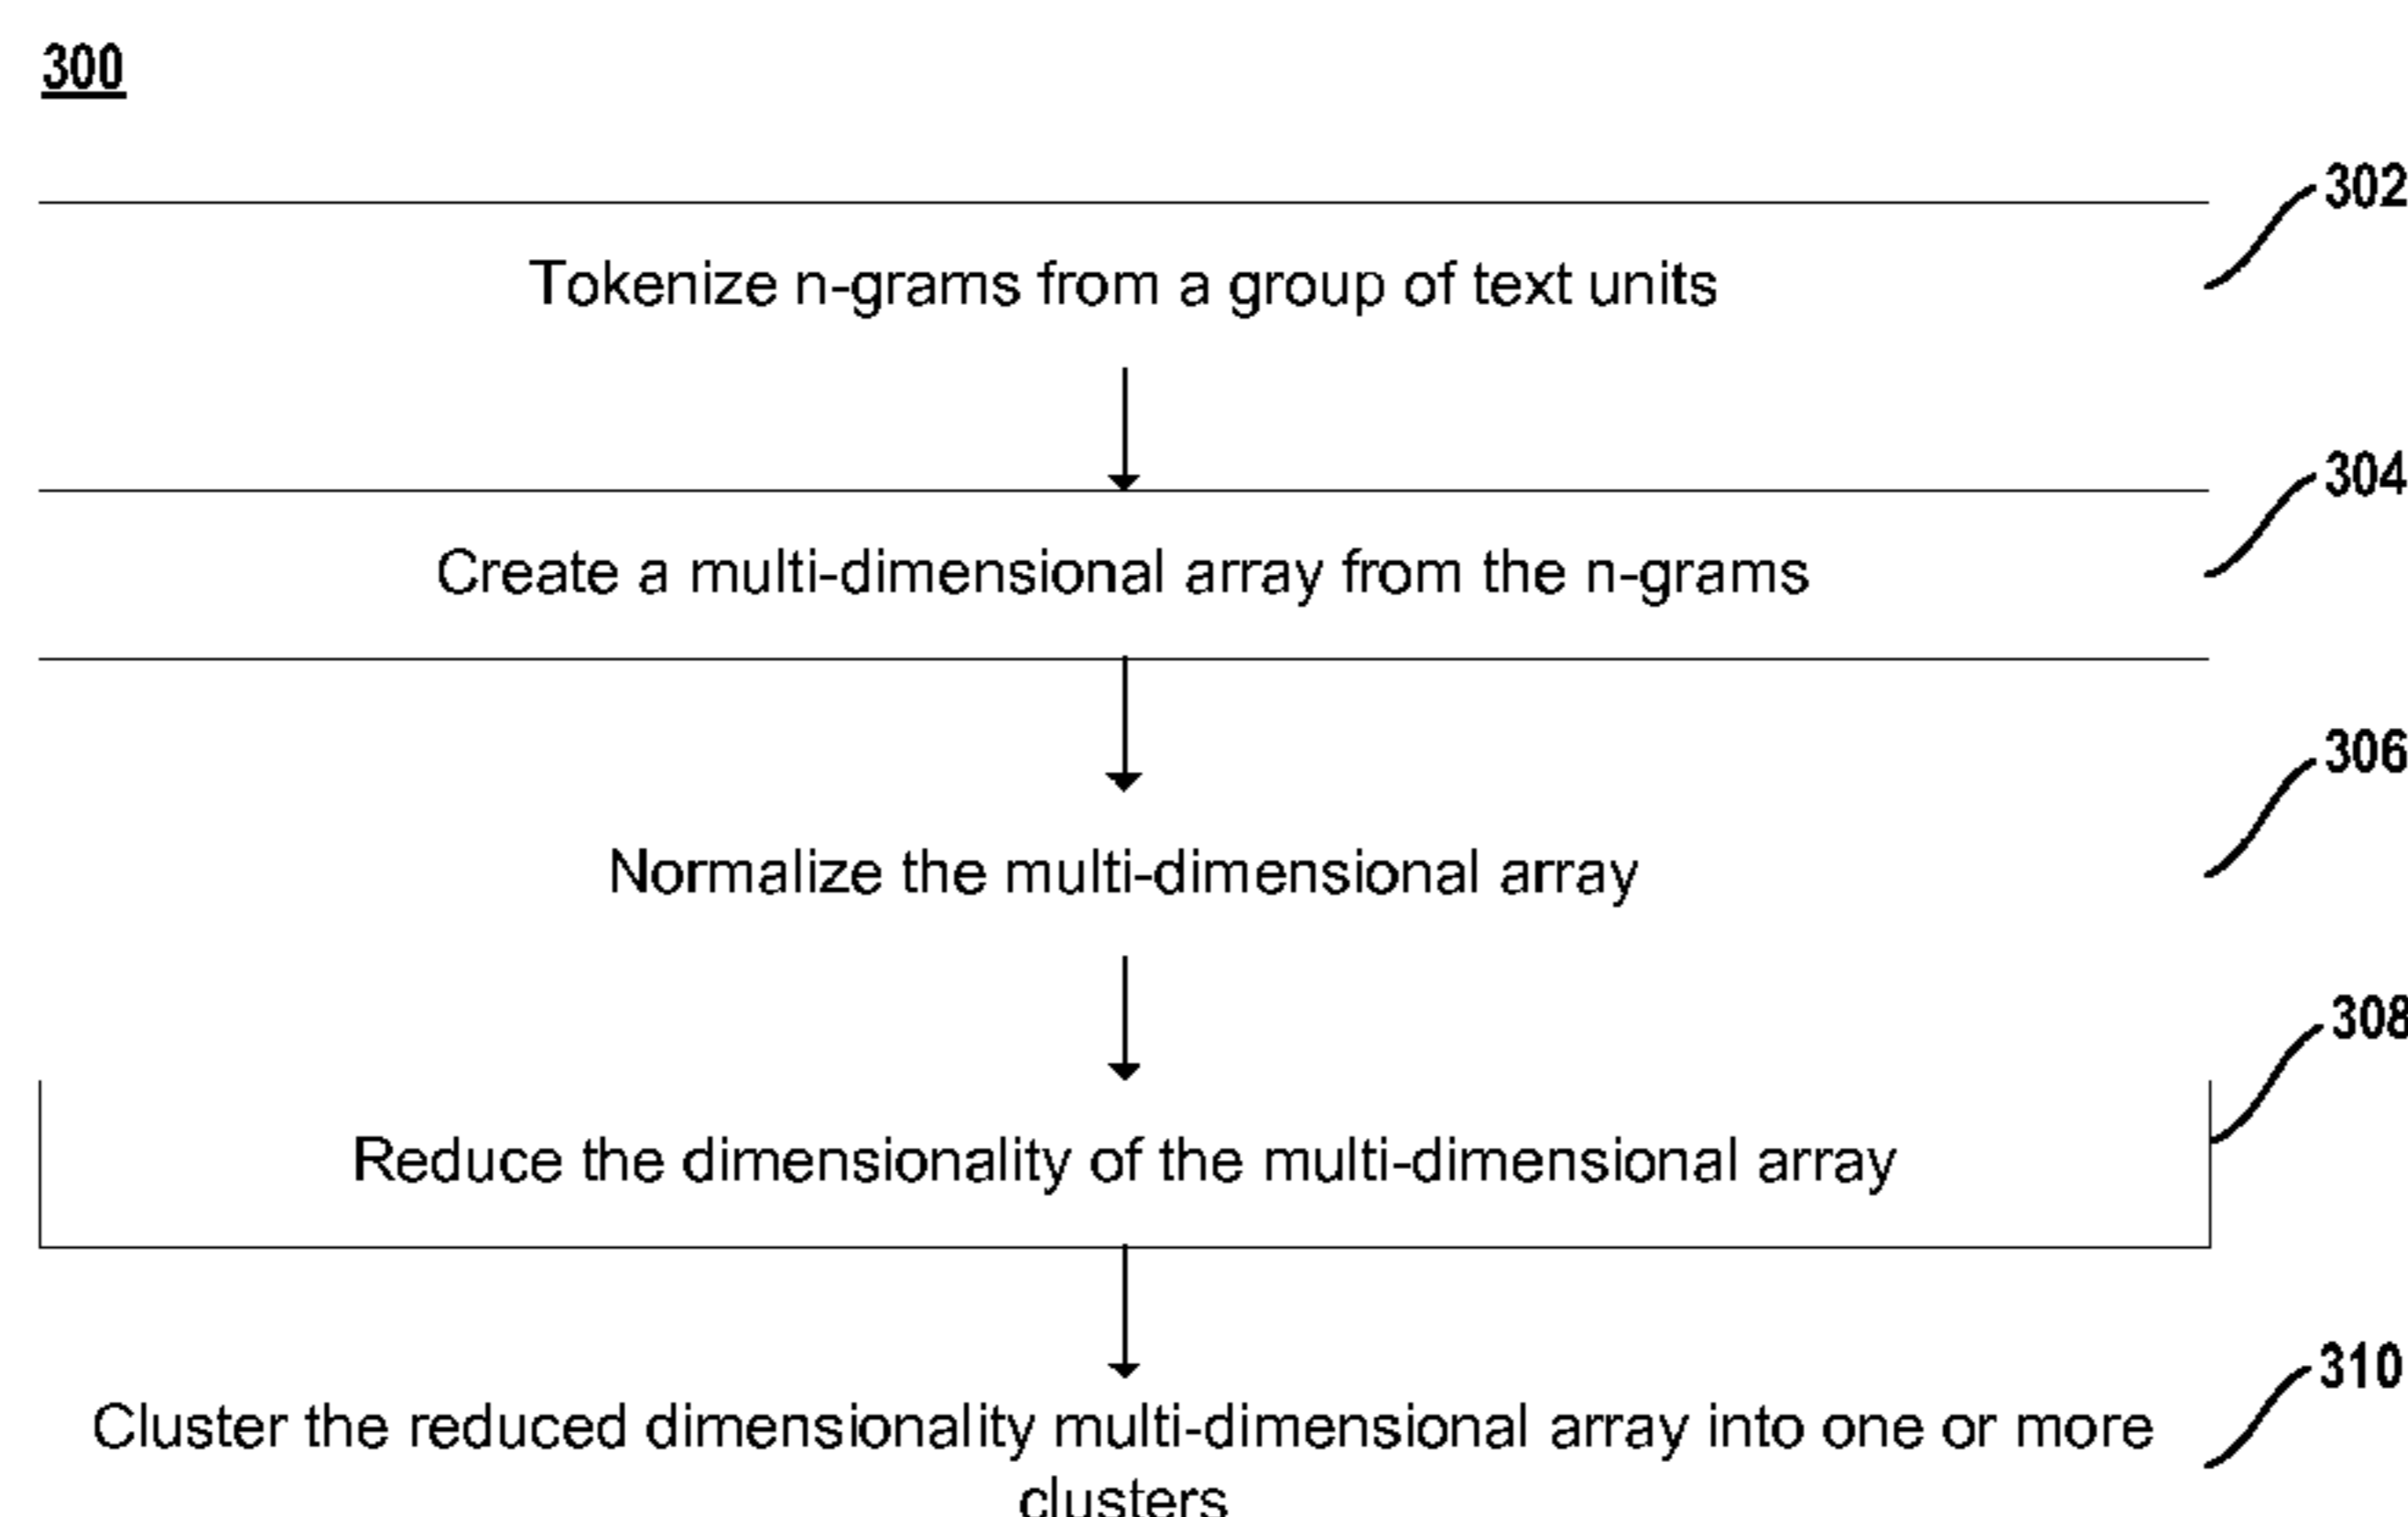 300
302
Tokenize n-grams from a group of text units
304
Create a multi-dimensional array from the n-grams
306
Normalize the multi-dimensional array
308
Reduce the dimensionality of the multi-dimensional array
310
Cluster the reduced dimensionality multi-dimensional array into one or more
clusters